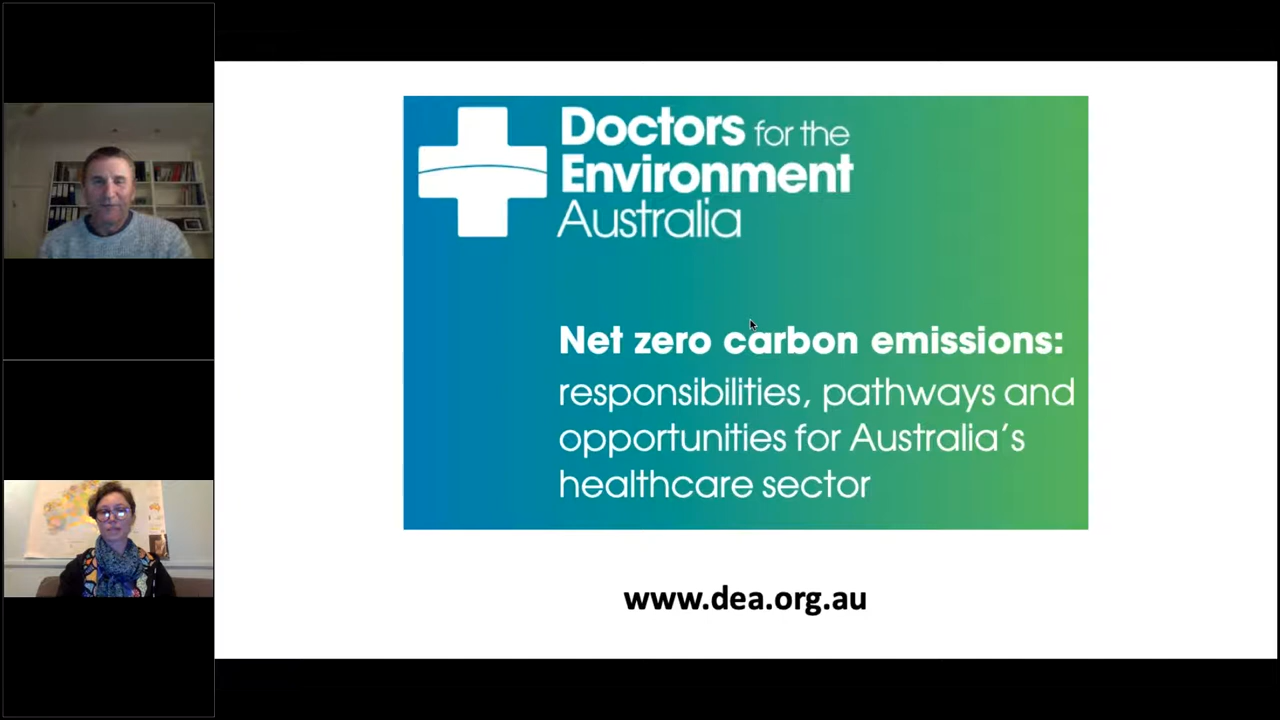 Doctors for the
Environment
Australia
Net zero carbon emissions:
responsibilities, pathways and
opportunities for Australia's
healthcare sector
www.dea.org.au